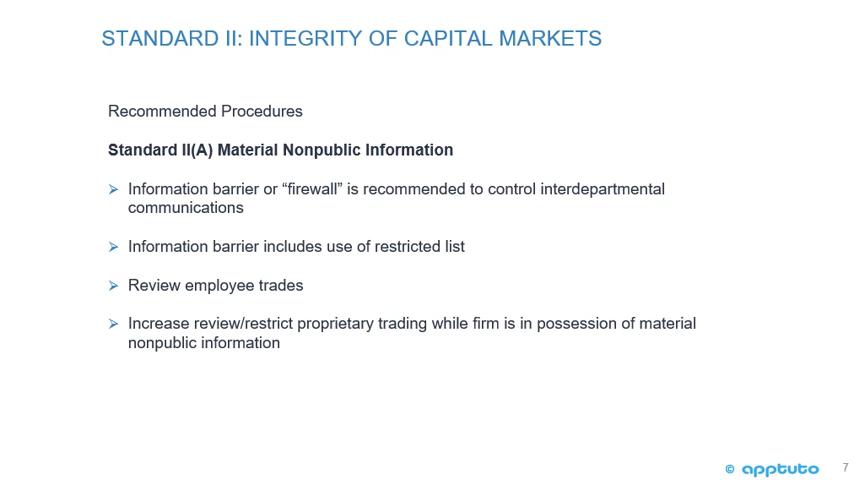 STANDARD II: INTEGRITY OF CAPITAL MARKETS
Recommended Procedures
Standard II(A) Material Nonpublic Information
➢ Information barrier or “firewall” is recommended to control interdepartmental
communications
➢ Information barrier includes use of restricted list
➢ Review employee trades
➢ Increase review/restrict proprietary trading while firm is in possession of material
nonpublic information
© apptuto 7